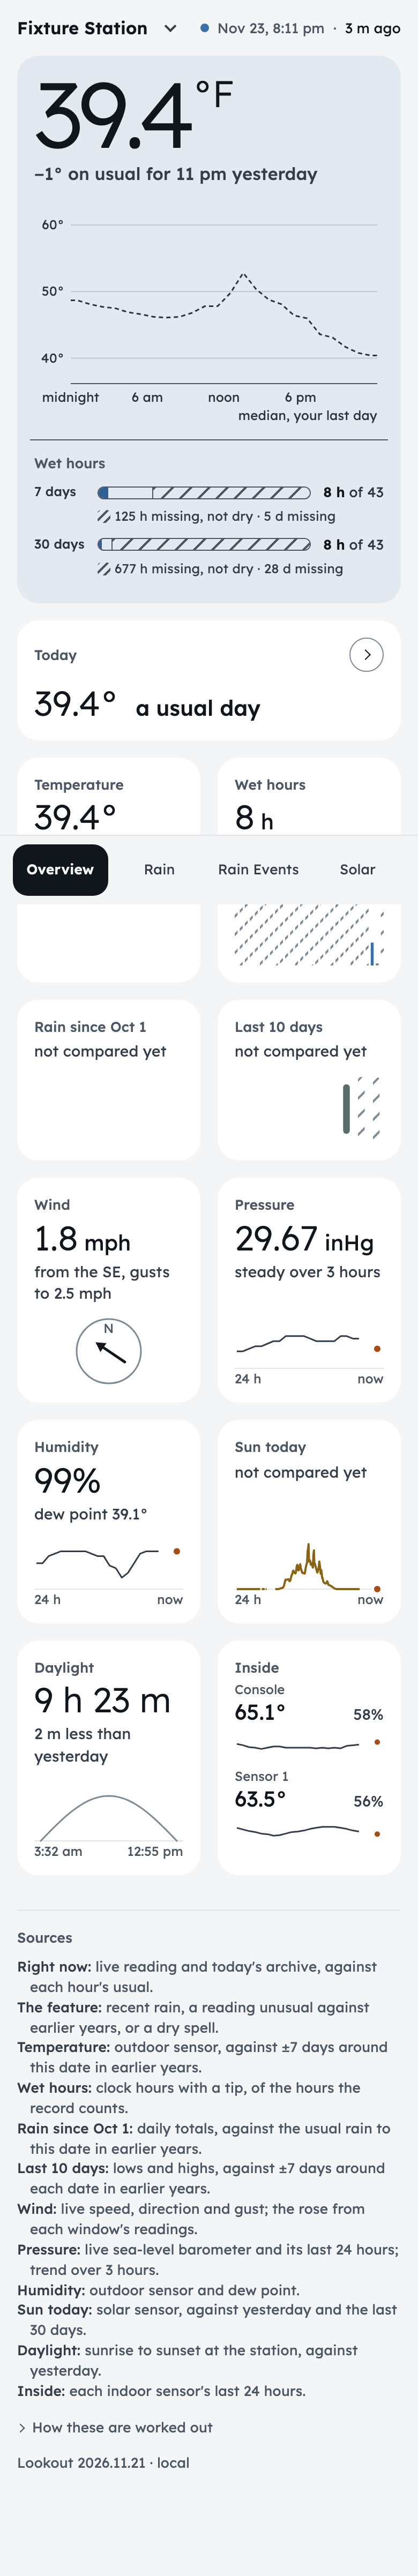 Fixture Station
Nov 23, 8:11 pm · 3 m ago
39.4°F
−1° on usual for 11 pm yesterday
60°
50°
40°
midnight 6 am noon 6 pm
median, your last day
Wet hours
7 days 8 h of 43
125 h missing, not dry · 5 d missing
30 days 8 h of 43
677 h missing, not dry · 28 d missing
Today
39.4° a usual day
Temperature
39.4°
Wet hours
8 h
Overview Rain Rain Events Solar
Rain since Oct 1
not compared yet
Last 10 days
not compared yet
Wind
1.8 mph
from the SE, gusts
to 2.5 mph
N
Pressure
29.67 inHg
steady over 3 hours
24 h now
Humidity
99%
dew point 39.1°
24 h now
Sun today
not compared yet
24 h now
Daylight
9 h 23 m
2 m less than
yesterday
3:32 am 12:55 pm
Inside
Console
65.1° 58%
Sensor 1
63.5° 56%
Sources
Right now: live reading and today's archive, against
each hour's usual.
The feature: recent rain, a reading unusual against
earlier years, or a dry spell.
Temperature: outdoor sensor, against ±7 days around
this date in earlier years.
Wet hours: clock hours with a tip, of the hours the
record counts.
Rain since Oct 1: daily totals, against the usual rain to
this date in earlier years.
Last 10 days: lows and highs, against ±7 days around
each date in earlier years.
Wind: live speed, direction and gust; the rose from
each window's readings.
Pressure: live sea-level barometer and its last 24 hours;
trend over 3 hours.
Humidity: outdoor sensor and dew point.
Sun today: solar sensor, against yesterday and the last
30 days.
Daylight: sunrise to sunset at the station, against
yesterday.
Inside: each indoor sensor's last 24 hours.
How these are worked out
Lookout 2026.11.21 · local